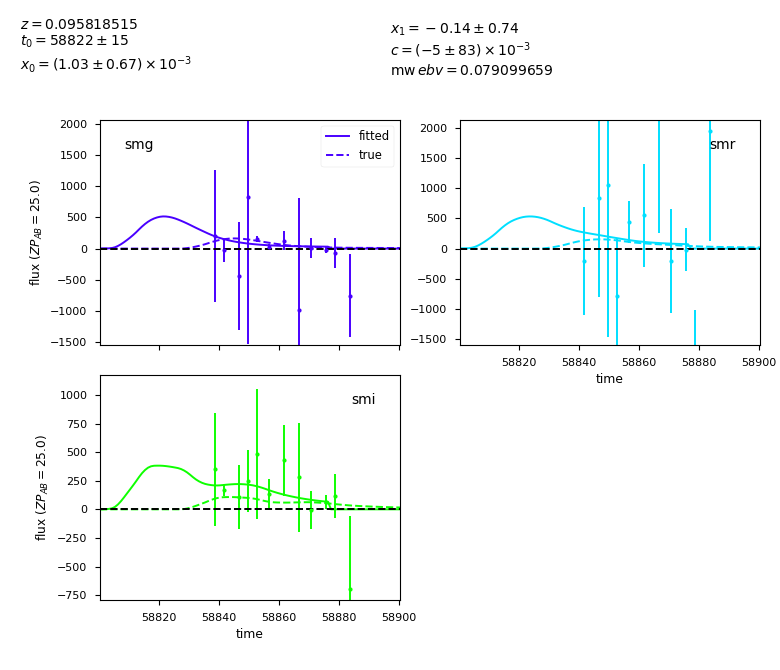 z = 0.095818515
t₀ = 58822 ± 15
x₀ = (1.03 ± 0.67) × 10⁻³
x₁ = −0.14 ± 0.74
c = (−5 ± 83) × 10⁻³
mw ebv = 0.079099659
smg
fitted
true
2000
1500
1000
500
0
−500
−1000
−1500
flux (ZP_AB = 25.0)
smr
2000
1500
1000
500
0
−500
−1000
−1500
58820 58840 58860 58880 58900
time
smi
1000
750
500
250
0
−250
−500
−750
flux (ZP_AB = 25.0)
58820 58840 58860 58880 58900
time